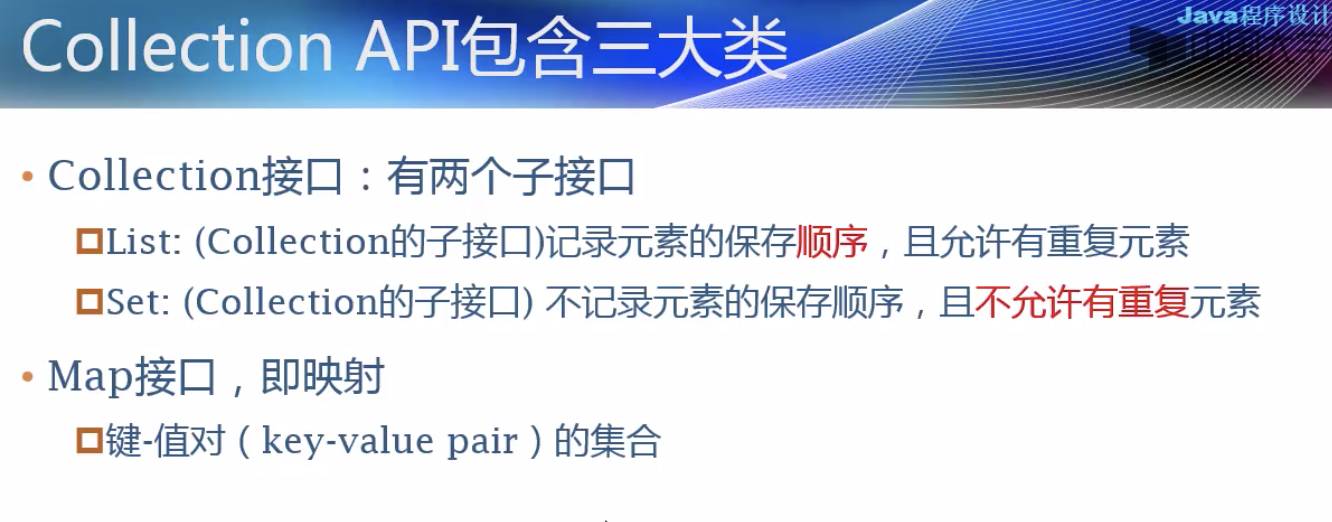 Java程序设计
Collection API包含三大类
• Collection接口：有两个子接口
List: (Collection的子接口)记录元素的保存顺序，且允许有重复元素
Set: (Collection的子接口) 不记录元素的保存顺序，且不允许有重复元素
• Map接口，即映射
键-值对（key-value pair）的集合